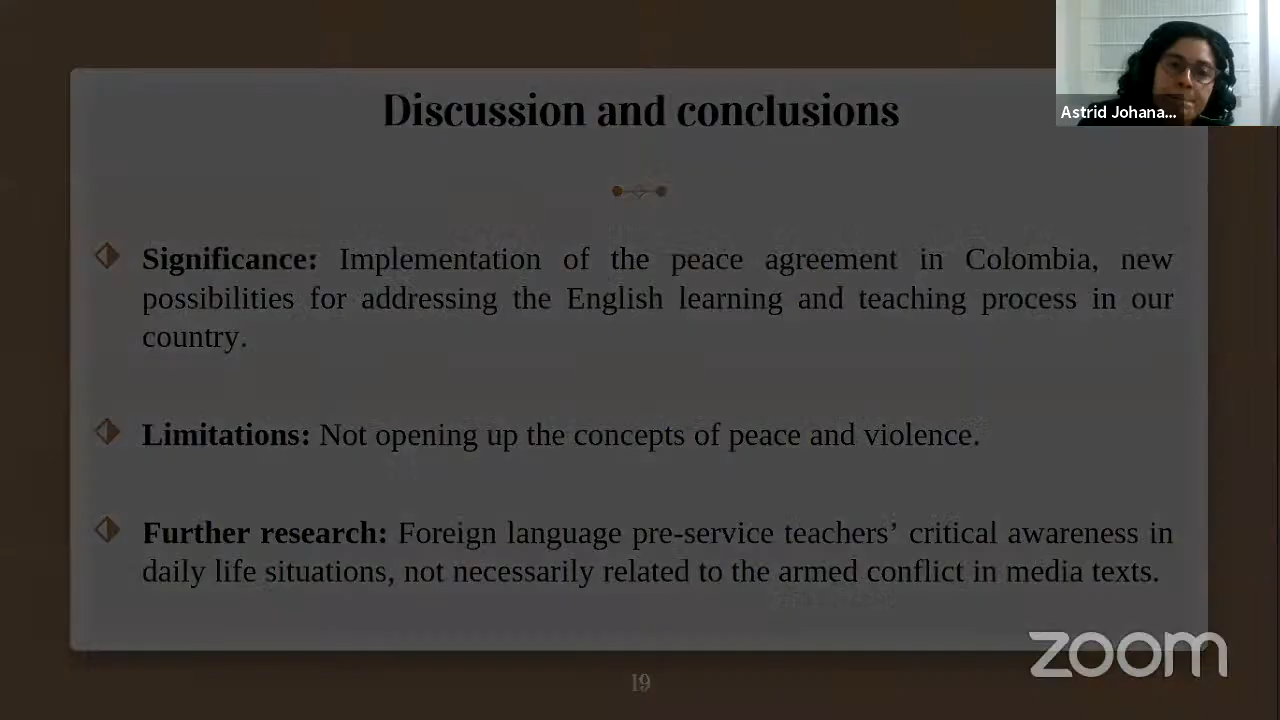 Astrid Johana...
Discussion and conclusions
Significance: Implementation of the peace agreement in Colombia, new
possibilities for addressing the English learning and teaching process in our
country.
Limitations: Not opening up the concepts of peace and violence.
Further research: Foreign language pre-service teachers’ critical awareness in
daily life situations, not necessarily related to the armed conflict in media texts.
zoom
19